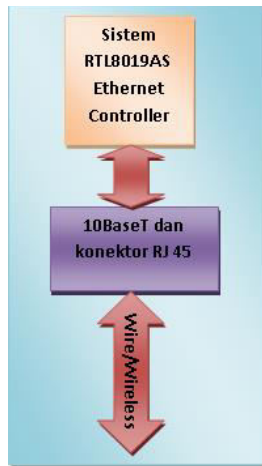 Sistem
RTL8019AS
Ethernet
Controller
10BaseT dan
konektor RJ 45
Wire/Wireless